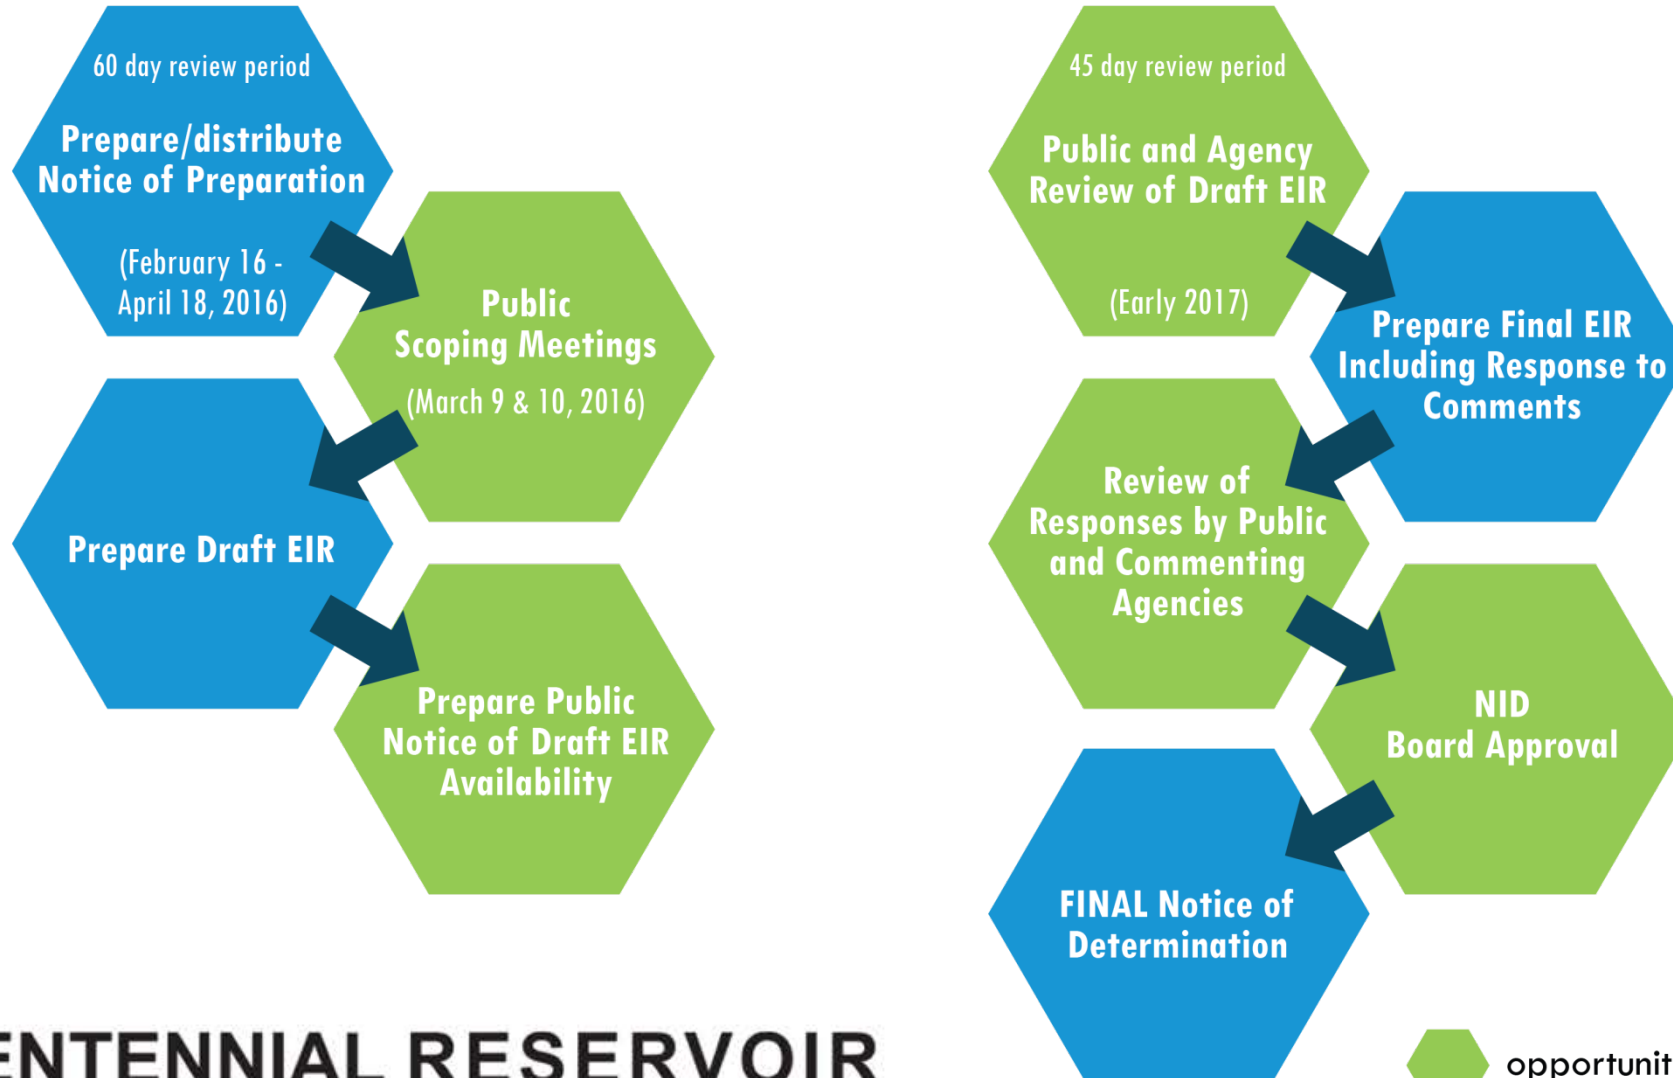 60 day review period
Prepare/distribute
Notice of Preparation
(February 16 -
April 18, 2016)
Public
Scoping Meetings
(March 9 & 10, 2016)
Prepare Draft EIR
Prepare Public
Notice of Draft EIR
Availability
45 day review period
Public and Agency
Review of Draft EIR
(Early 2017)
Prepare Final EIR
Including Response to
Comments
Review of
Responses by Public
and Commenting
Agencies
NID
Board Approval
FINAL Notice of
Determination
ENTENNIAL RESERVOIR
opportunit